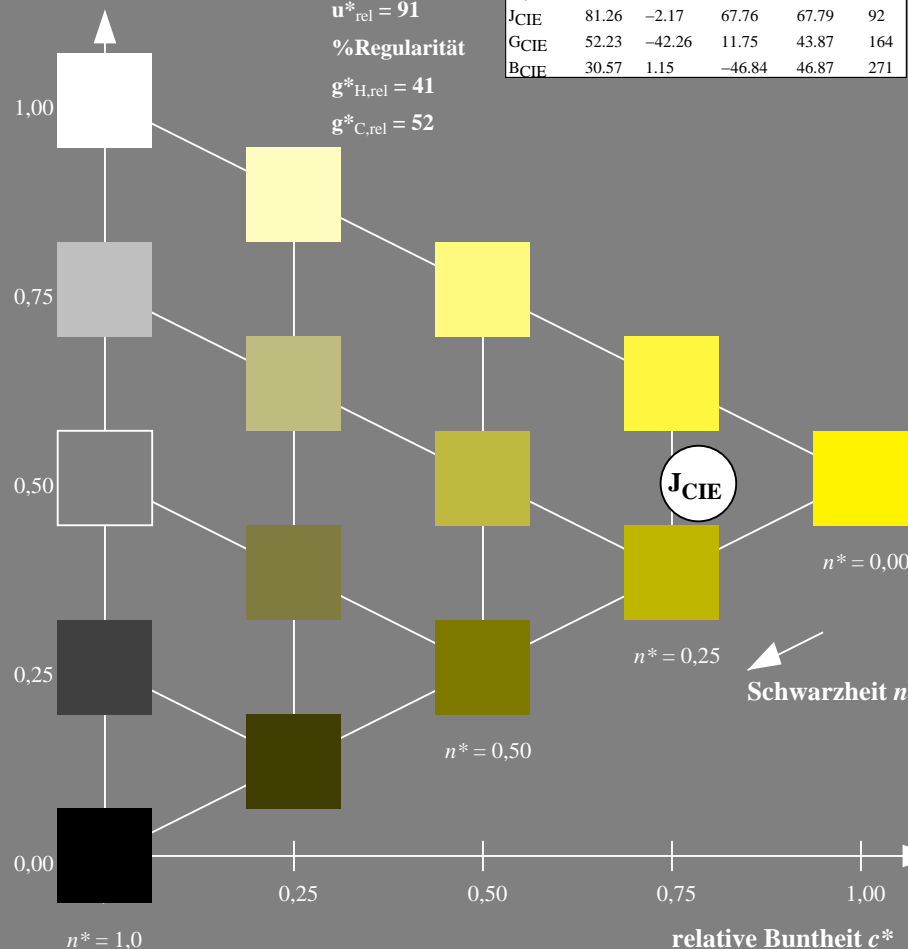 u*rel = 91
%Regularität
g*H,rel = 41
g*C,rel = 52
JCIE 81.26 −2.17 67.76 67.79 92
GCIE 52.23 −42.26 11.75 43.87 164
BCIE 30.57 1.15 −46.84 46.87 271
1,00
0,75
0,50
JCIE
n* = 0,00
0,25
n* = 0,25
Schwarzheit n
n* = 0,50
0,00
0,25 0,50 0,75 1,00
n* = 1,0
relative Buntheit c*